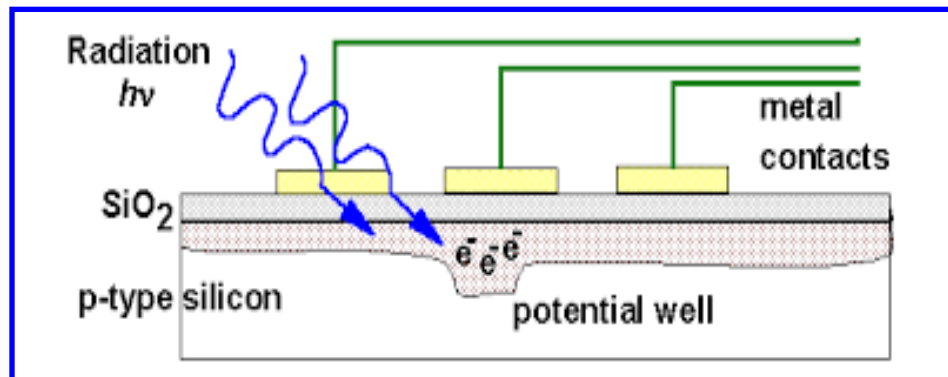 Radiation
hν
metal
contacts
SiO₂
e⁻ e⁻ e⁻
p-type silicon
potential well